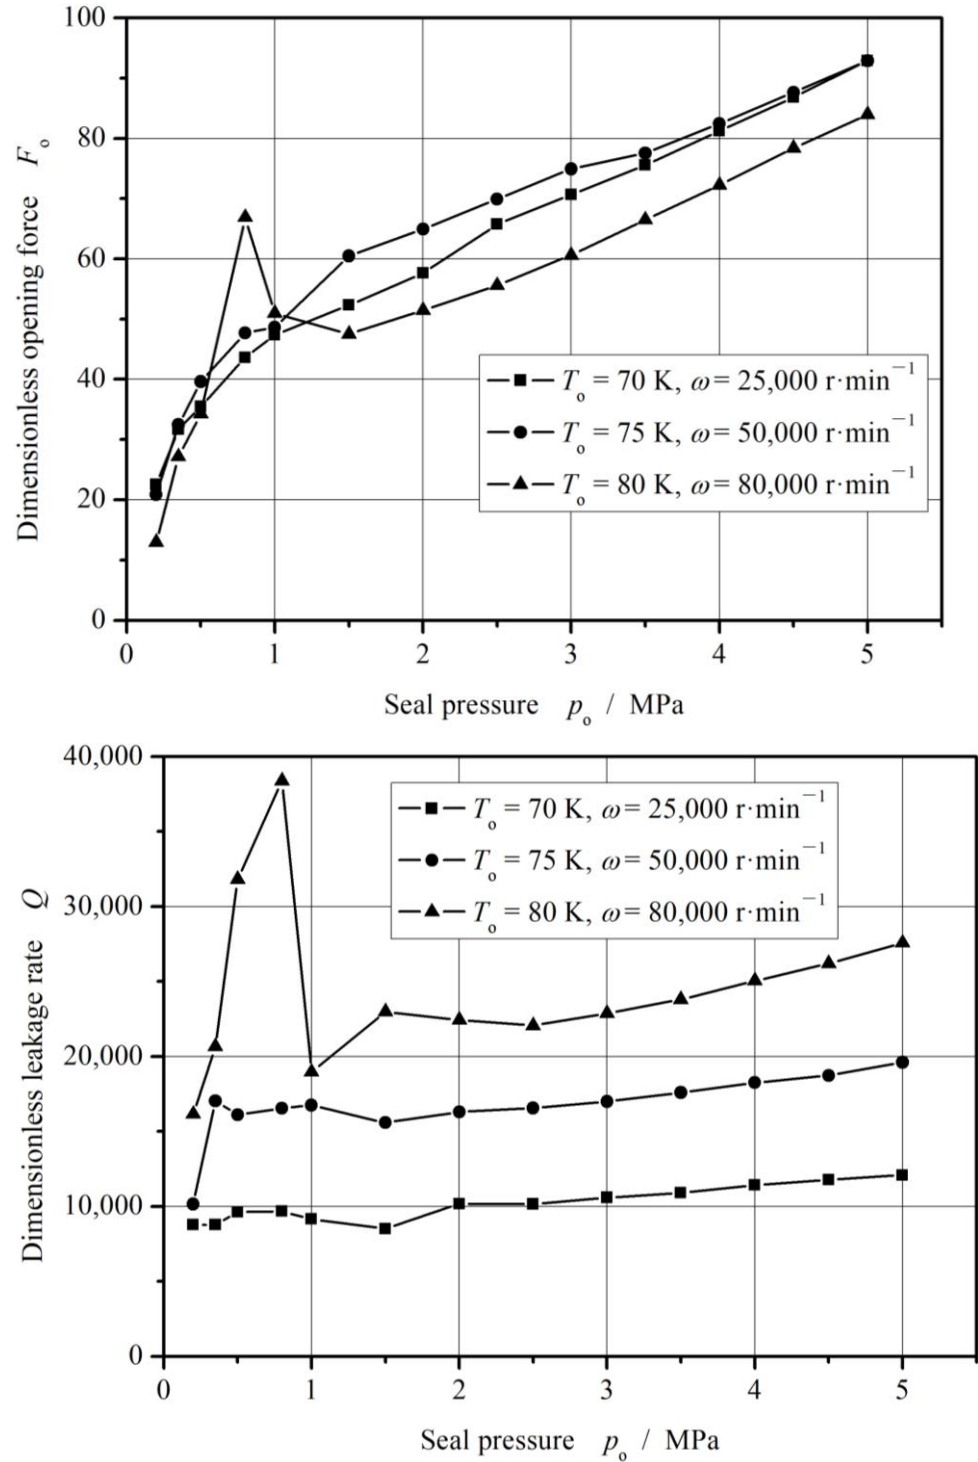 100
80
60
40
20
0
Dimensionless opening force F_o
T_o = 70 K, ω = 25,000 r·min⁻¹
T_o = 75 K, ω = 50,000 r·min⁻¹
T_o = 80 K, ω = 80,000 r·min⁻¹
0 1 2 3 4 5
Seal pressure p_o / MPa
40,000
30,000
20,000
10,000
0
Dimensionless leakage rate Q
T_o = 70 K, ω = 25,000 r·min⁻¹
T_o = 75 K, ω = 50,000 r·min⁻¹
T_o = 80 K, ω = 80,000 r·min⁻¹
0 1 2 3 4 5
Seal pressure p_o / MPa